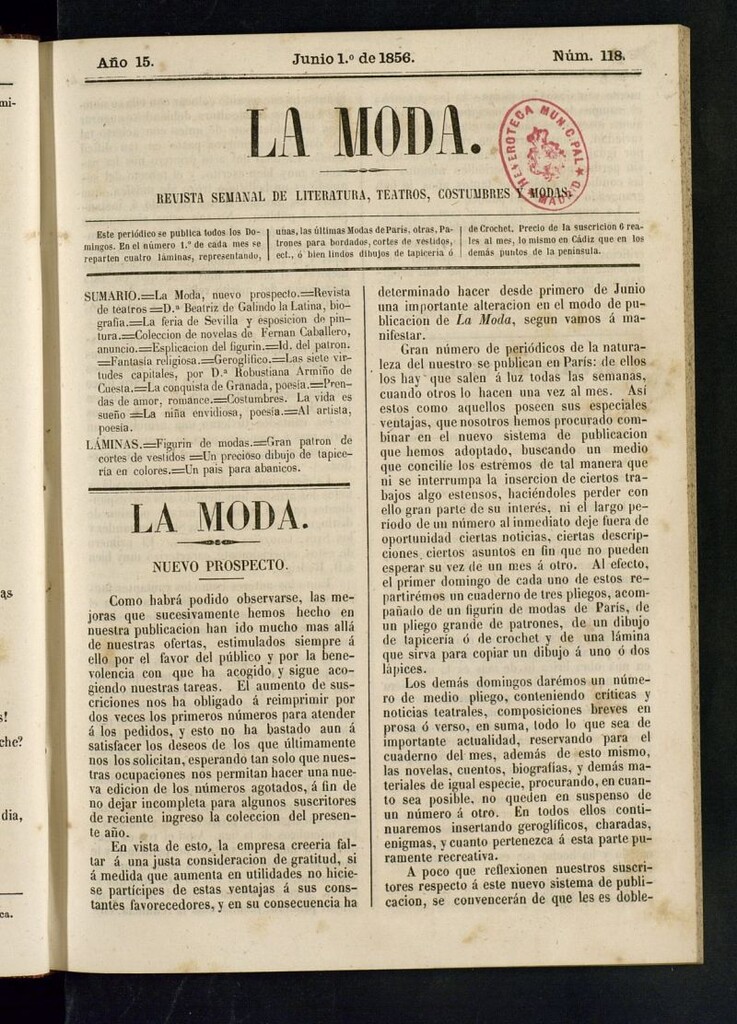 Año 15.
Junio 1.º de 1856.
Núm. 118.
LA MODA.
HEMEROTECA MUNICIPAL
MADRID
REVISTA SEMANAL DE LITERATURA, TEATROS, COSTUMBRES Y MODAS.
Este periódico se publica todos los Do-
mingos. En el número 1.º de cada mes se
reparten cuatro láminas, representando,
unas, las últimas Modas de París, otras, Pa-
trones para bordados, cortes de vestidos,
ect., ó bien lindos dibujos de tapicería ó
de Crochet. Precio de la suscricion 6 rea-
les al mes, lo mismo en Cádiz que en los
demás puntos de la península.
SUMARIO.=La Moda, nuevo prospecto.=Revista
de teatros=D.ª Beatriz de Galindo la Latina, bio-
grafia.=La feria de Sevilla y esposicion de pin-
tura.=Coleccion de novelas de Fernan Caballero,
anuncio.=Esplicacion del figurin.=Id. del patron.
=Fantasía religiosa.=Geroglífico.=Las siete vir-
tudes capitales, por D.ª Robustiana Armiño de
Cuesta.=La conquista de Granada, poesía.=Pren-
das de amor, romance.=Costumbres. La vida es
sueño =La niña envidiosa, poesía.=Al artista,
poesía.
LÁMINAS.=Figurin de modas.=Gran patron de
cortes de vestidos =Un precioso dibujo de tapice-
ría en colores.=Un pais para abanicos.
LA MODA.
NUEVO PROSPECTO.
Como habrá podido observarse, las me-
joras que sucesivamente hemos hecho en
nuestra publicacion han ido mucho mas allá
de nuestras ofertas, estimulados siempre á
ello por el favor del público y por la bene-
volencia con que ha acogido y sigue aco-
giendo nuestras tareas. El aumento de sus-
criciones nos ha obligado á reimprimir por
dos veces los primeros números para atender
á los pedidos, y esto no ha bastado aun á
satisfacer los deseos de los que últimamente
nos los solicitan, esperando tan solo que nues-
tras ocupaciones nos permitan hacer una nue-
va edicion de los números agotados, á fin de
no dejar incompleta para algunos suscritores
de reciente ingreso la coleccion del presen-
te año.
En vista de esto, la empresa creería fal-
tar á una justa consideracion de gratitud, si
á medida que aumenta en utilidades no hicie-
se partícipes de estas ventajas á sus cons-
tantes favorecedores, y en su consecuencia ha
determinado hacer desde primero de Junio
una importante alteracion en el modo de pu-
blicacion de La Moda, segun vamos á ma-
nifestar.
Gran número de periódicos de la natura-
leza del nuestro se publican en París: de ellos
los hay que salen á luz todas las semanas,
cuando otros lo hacen una vez al mes. Así
estos como aquellos poseen sus especiales
ventajas, que nosotros hemos procurado com-
binar en el nuevo sistema de publicacion
que hemos adoptado, buscando un medio
que concilie los estremos de tal manera que
ni se interrumpa la insercion de ciertos tra-
bajos algo estensos, haciéndoles perder con
ello gran parte de su interés, ni el largo pe-
ríodo de un número al inmediato deje fuera de
oportunidad ciertas noticias, ciertas descrip-
ciones, ciertos asuntos en fin que no pueden
esperar su vez de un mes á otro. Al efecto,
el primer domingo de cada uno de estos re-
partirémos un cuaderno de tres pliegos, acom-
pañado de un figurin de modas de París, de
un pliego grande de patrones, de un dibujo
de tapicería ó de crochet y de una lámina
que sirva para copiar un dibujo á uno ó dos
lápices.
Los demás domingos darémos un núme-
ro de medio pliego, conteniendo críticas y
noticias teatrales, composiciones breves en
prosa ó verso, en suma, todo lo que sea de
importante actualidad, reservando para el
cuaderno del mes, además de esto mismo,
las novelas, cuentos, biografías, y demás ma-
teriales de igual especie, procurando, en cuan-
to sea posible, no queden en suspenso de
un número á otro. En todos ellos conti-
nuaremos insertando geroglíficos, charadas,
enigmas, y cuanto pertenezca á esta parte pu-
ramente recreativa.
A poco que reflexionen nuestros suscri-
tores respecto á este nuevo sistema de publi-
cacion, se convencerán de que les es doble-
mi-
as
s!
che?
dia,
ca.